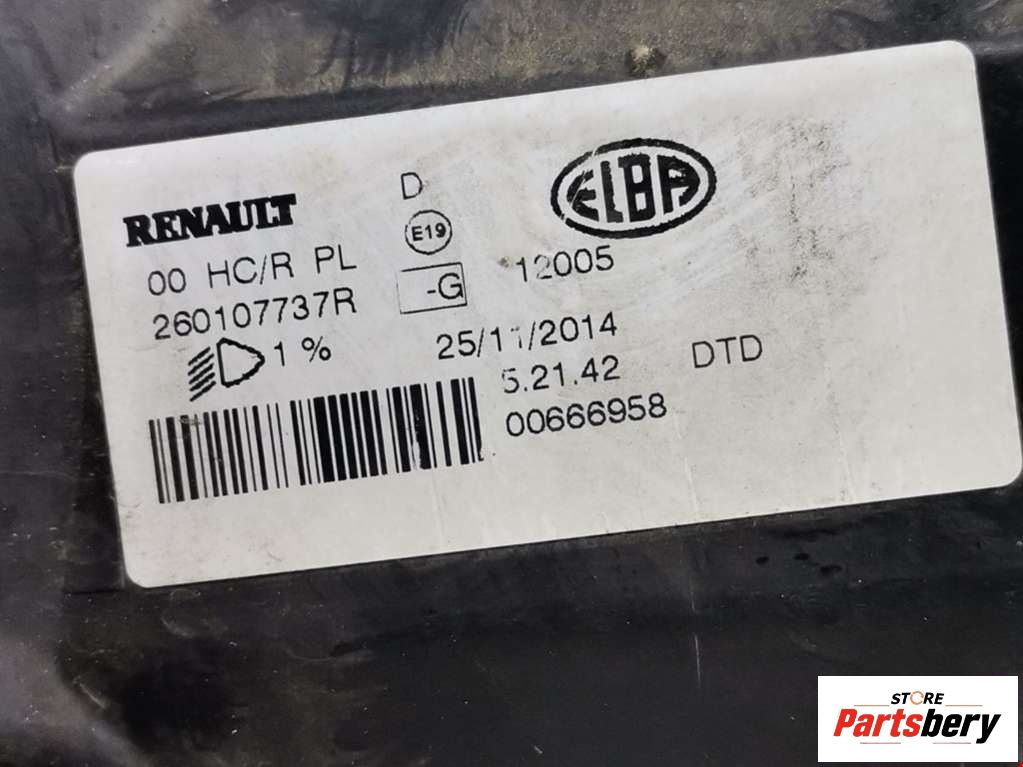 RENAULT
D
ELBA
E19
00 HC/R PL
-G
12005
260107737R
1 %
25/11/2014
5.21.42
DTD
00666958
STORE
Partsbery